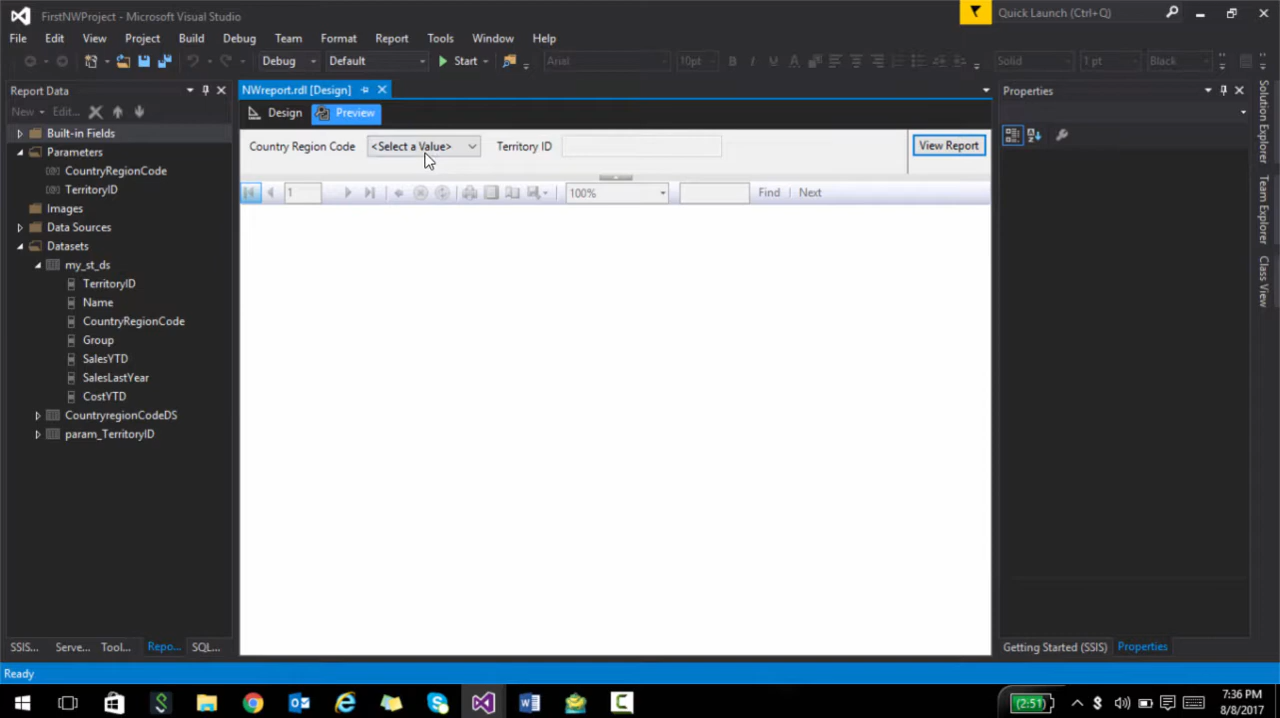 FirstNWProject - Microsoft Visual Studio
Quick Launch (Ctrl+Q)
File Edit View Project Build Debug Team Format Report Tools Window Help
Debug Default Start Arial 10pt B I U A Solid 1 pt Black
Report Data
NWreport.rdl [Design]
Properties
New Edit...
Design Preview
Built-in Fields
Parameters
CountryRegionCode
TerritoryID
Images
Data Sources
Datasets
my_st_ds
TerritoryID
Name
CountryRegionCode
Group
SalesYTD
SalesLastYear
CostYTD
CountryregionCodeDS
param_TerritoryID
Country Region Code <Select a Value> Territory ID View Report
1 100% Find Next
Solution Explorer
Team Explorer
Class View
SSIS... Serve... Tool... Repo... SQL...
Getting Started (SSIS) Properties
Ready
(2:51)
7:36 PM
8/8/2017